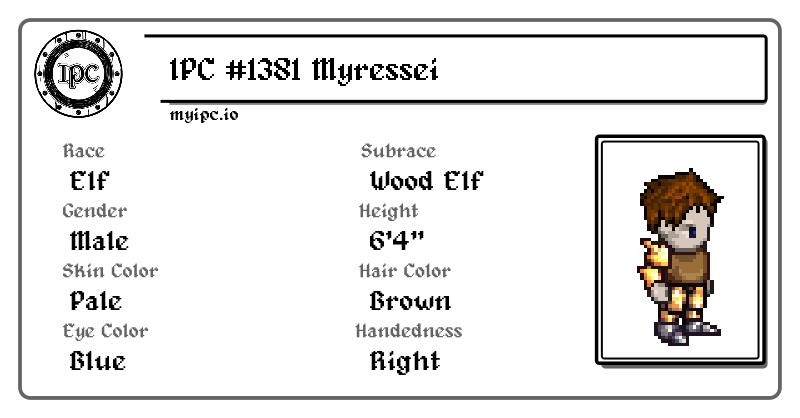 IPC
IPC #1381 Myressei
myipc.io
Race
Subrace
Elf
Wood Elf
Gender
Height
Male
6'4"
Skin Color
Hair Color
Pale
Brown
Eye Color
Handedness
Blue
Right